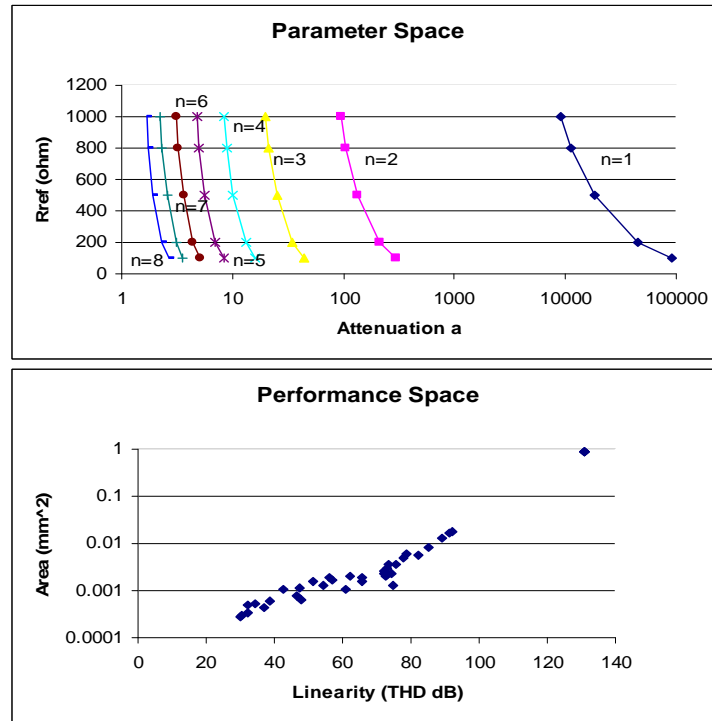 Parameter Space
1200
1000
800
600
400
200
0
Rref (ohm)
n=6
n=4
n=3
n=2
n=1
n=7
n=8
n=5
1 10 100 1000 10000 100000
Attenuation a
Performance Space
1
0.1
0.01
0.001
0.0001
Area (mm^2)
0 20 40 60 80 100 120 140
Linearity (THD dB)